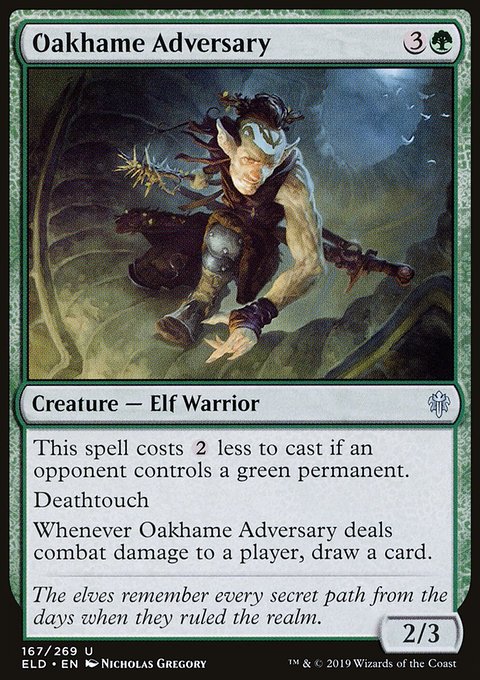 Oakhame Adversary 3
Creature — Elf Warrior
This spell costs 2 less to cast if an
opponent controls a green permanent.
Deathtouch
Whenever Oakhame Adversary deals
combat damage to a player, draw a card.
The elves remember every secret path from the
days when they ruled the realm.
2/3
167/269 U
ELD • EN Nicholas Gregory
™ & © 2019 Wizards of the Coast